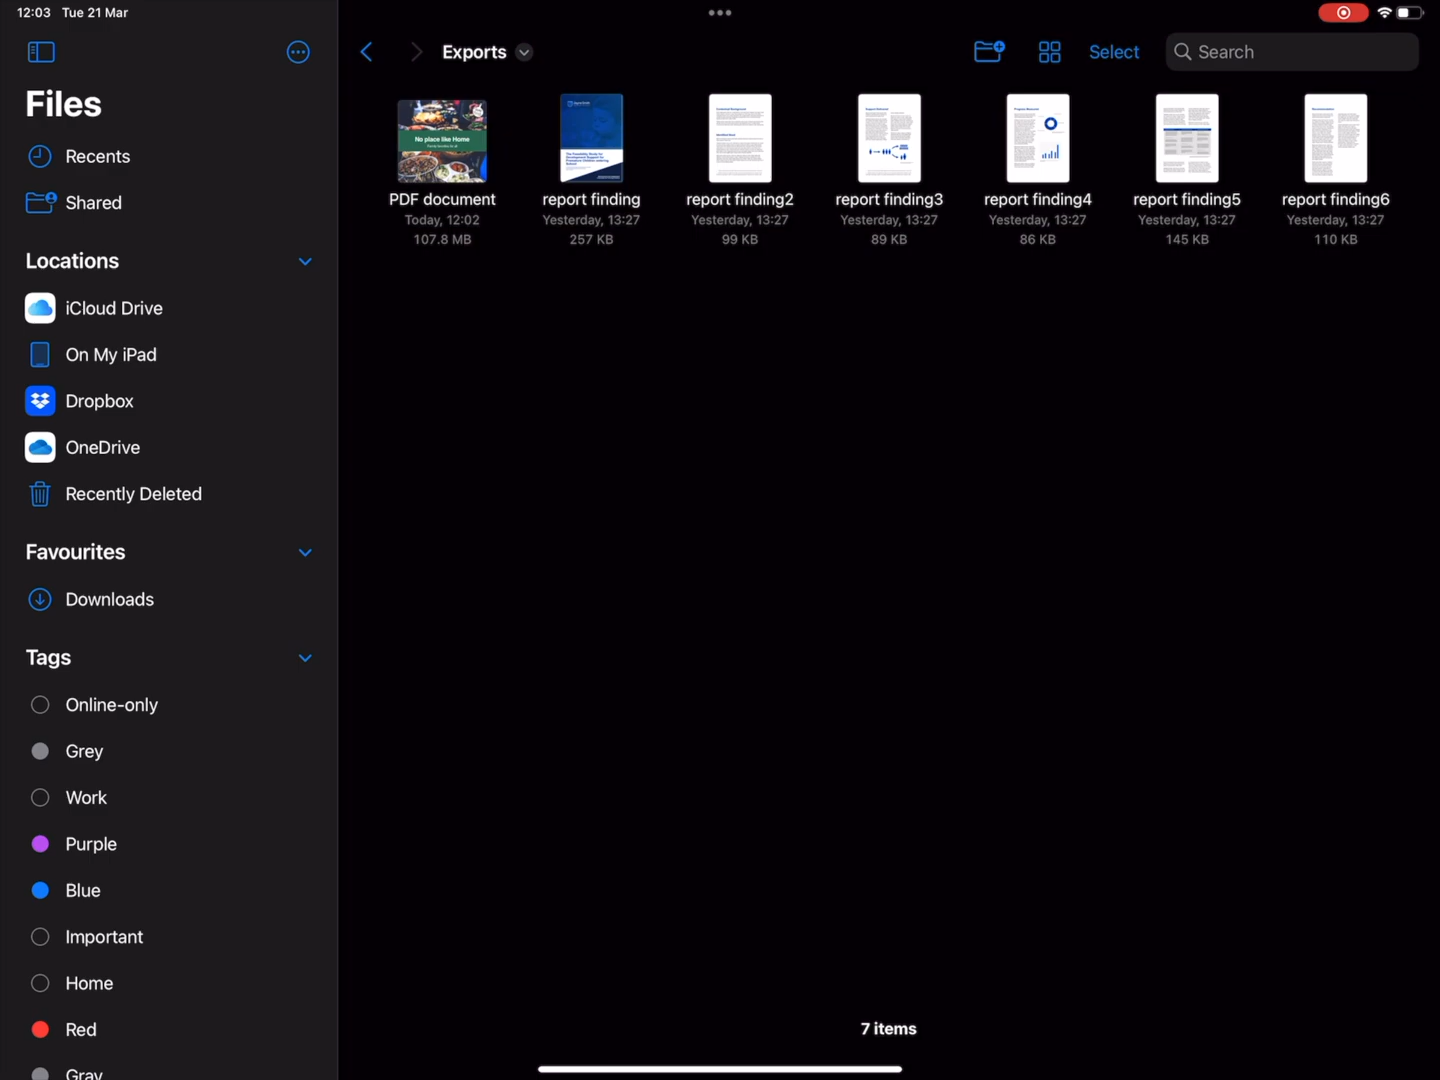 12:03 Tue 21 Mar
Files
Recents
Shared
Locations
iCloud Drive
On My iPad
Dropbox
OneDrive
Recently Deleted
Favourites
Downloads
Tags
Online-only
Grey
Work
Purple
Blue
Important
Home
Red
Gray
Exports
Select
Search
No place like Home
PDF document
Today, 12:02
107.8 MB
report finding
Yesterday, 13:27
257 KB
report finding2
Yesterday, 13:27
99 KB
report finding3
Yesterday, 13:27
89 KB
report finding4
Yesterday, 13:27
86 KB
report finding5
Yesterday, 13:27
145 KB
report finding6
Yesterday, 13:27
110 KB
7 items